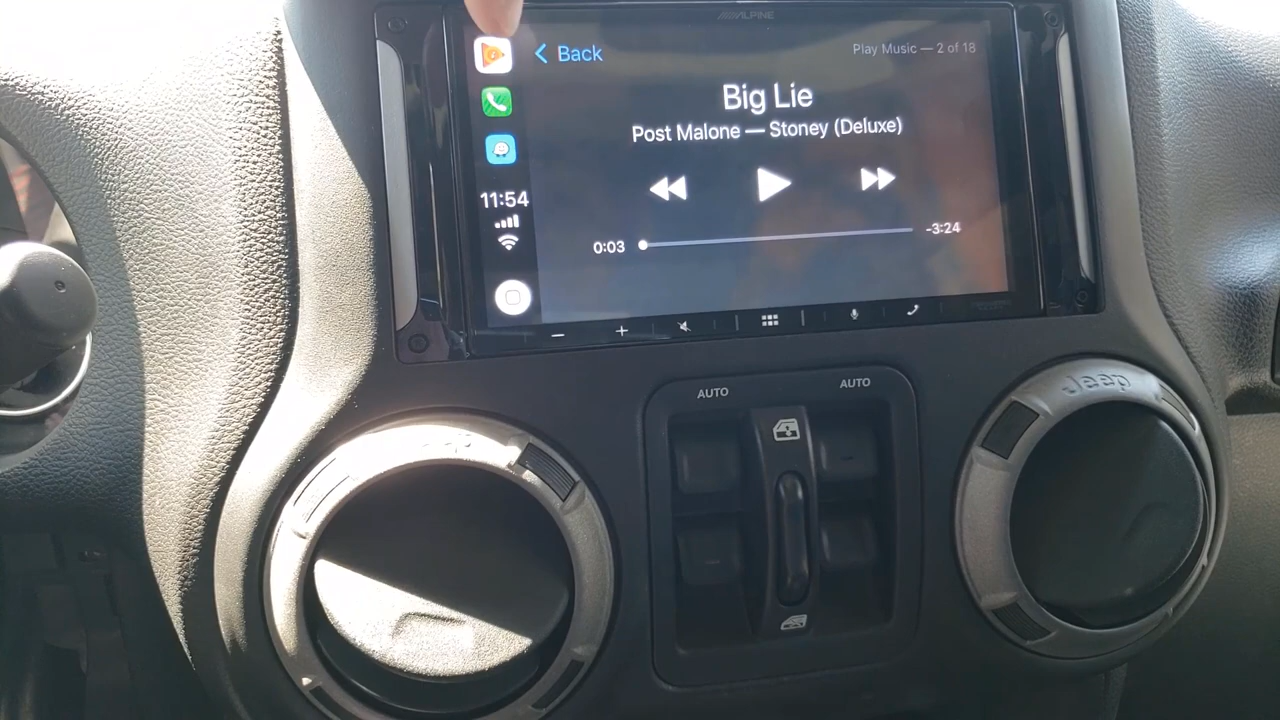 ALPINE
Back
Play Music — 2 of 18
Big Lie
Post Malone — Stoney (Deluxe)
11:54
0:03
-3:24
AUTO
AUTO
Jeep